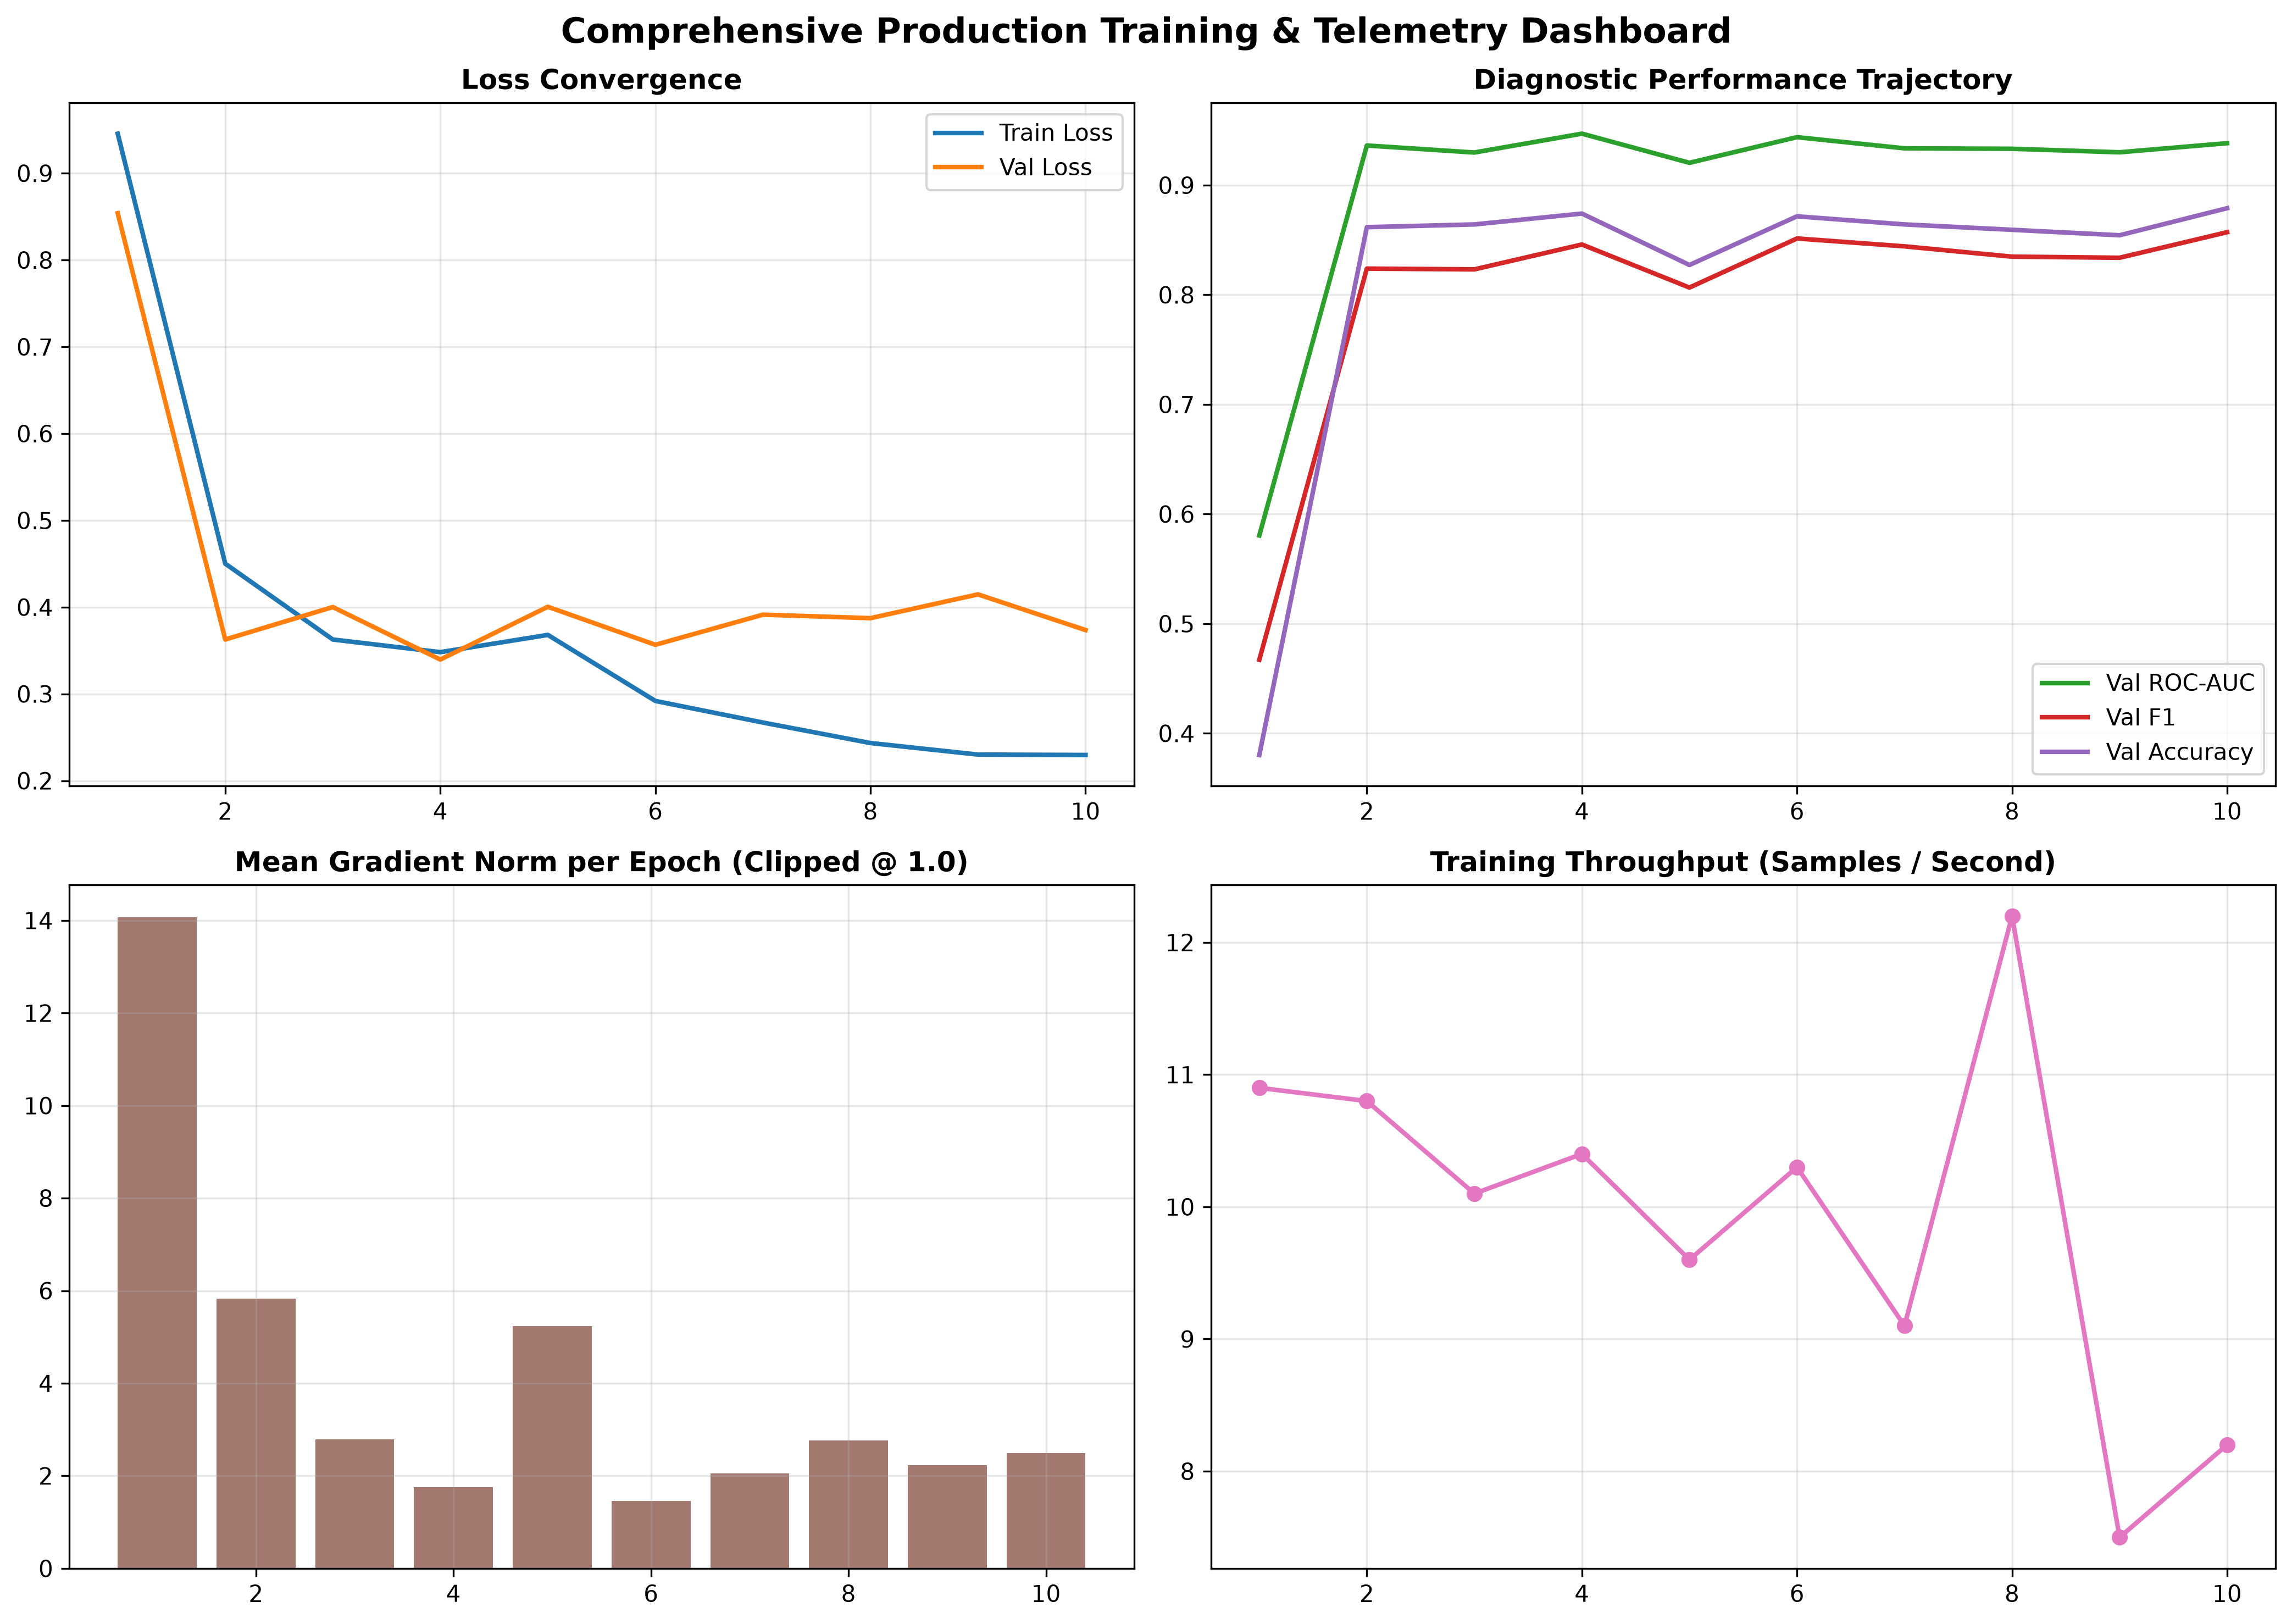 Comprehensive Production Training & Telemetry Dashboard
Loss Convergence
0.9
0.8
0.7
0.6
0.5
0.4
0.3
0.2
2 4 6 8 10
Train Loss
Val Loss
Diagnostic Performance Trajectory
0.9
0.8
0.7
0.6
0.5
0.4
2 4 6 8 10
Val ROC-AUC
Val F1
Val Accuracy
Mean Gradient Norm per Epoch (Clipped @ 1.0)
14
12
10
8
6
4
2
0
2 4 6 8 10
Training Throughput (Samples / Second)
12
11
10
9
8
2 4 6 8 10